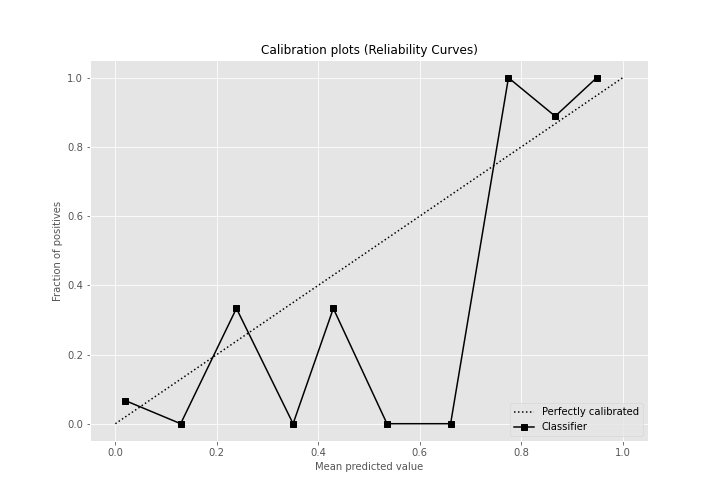 Calibration plots (Reliability Curves)
1.0
0.8
0.6
0.4
0.2
0.0
Fraction of positives
Perfectly calibrated
Classifier
0.0 0.2 0.4 0.6 0.8 1.0
Mean predicted value